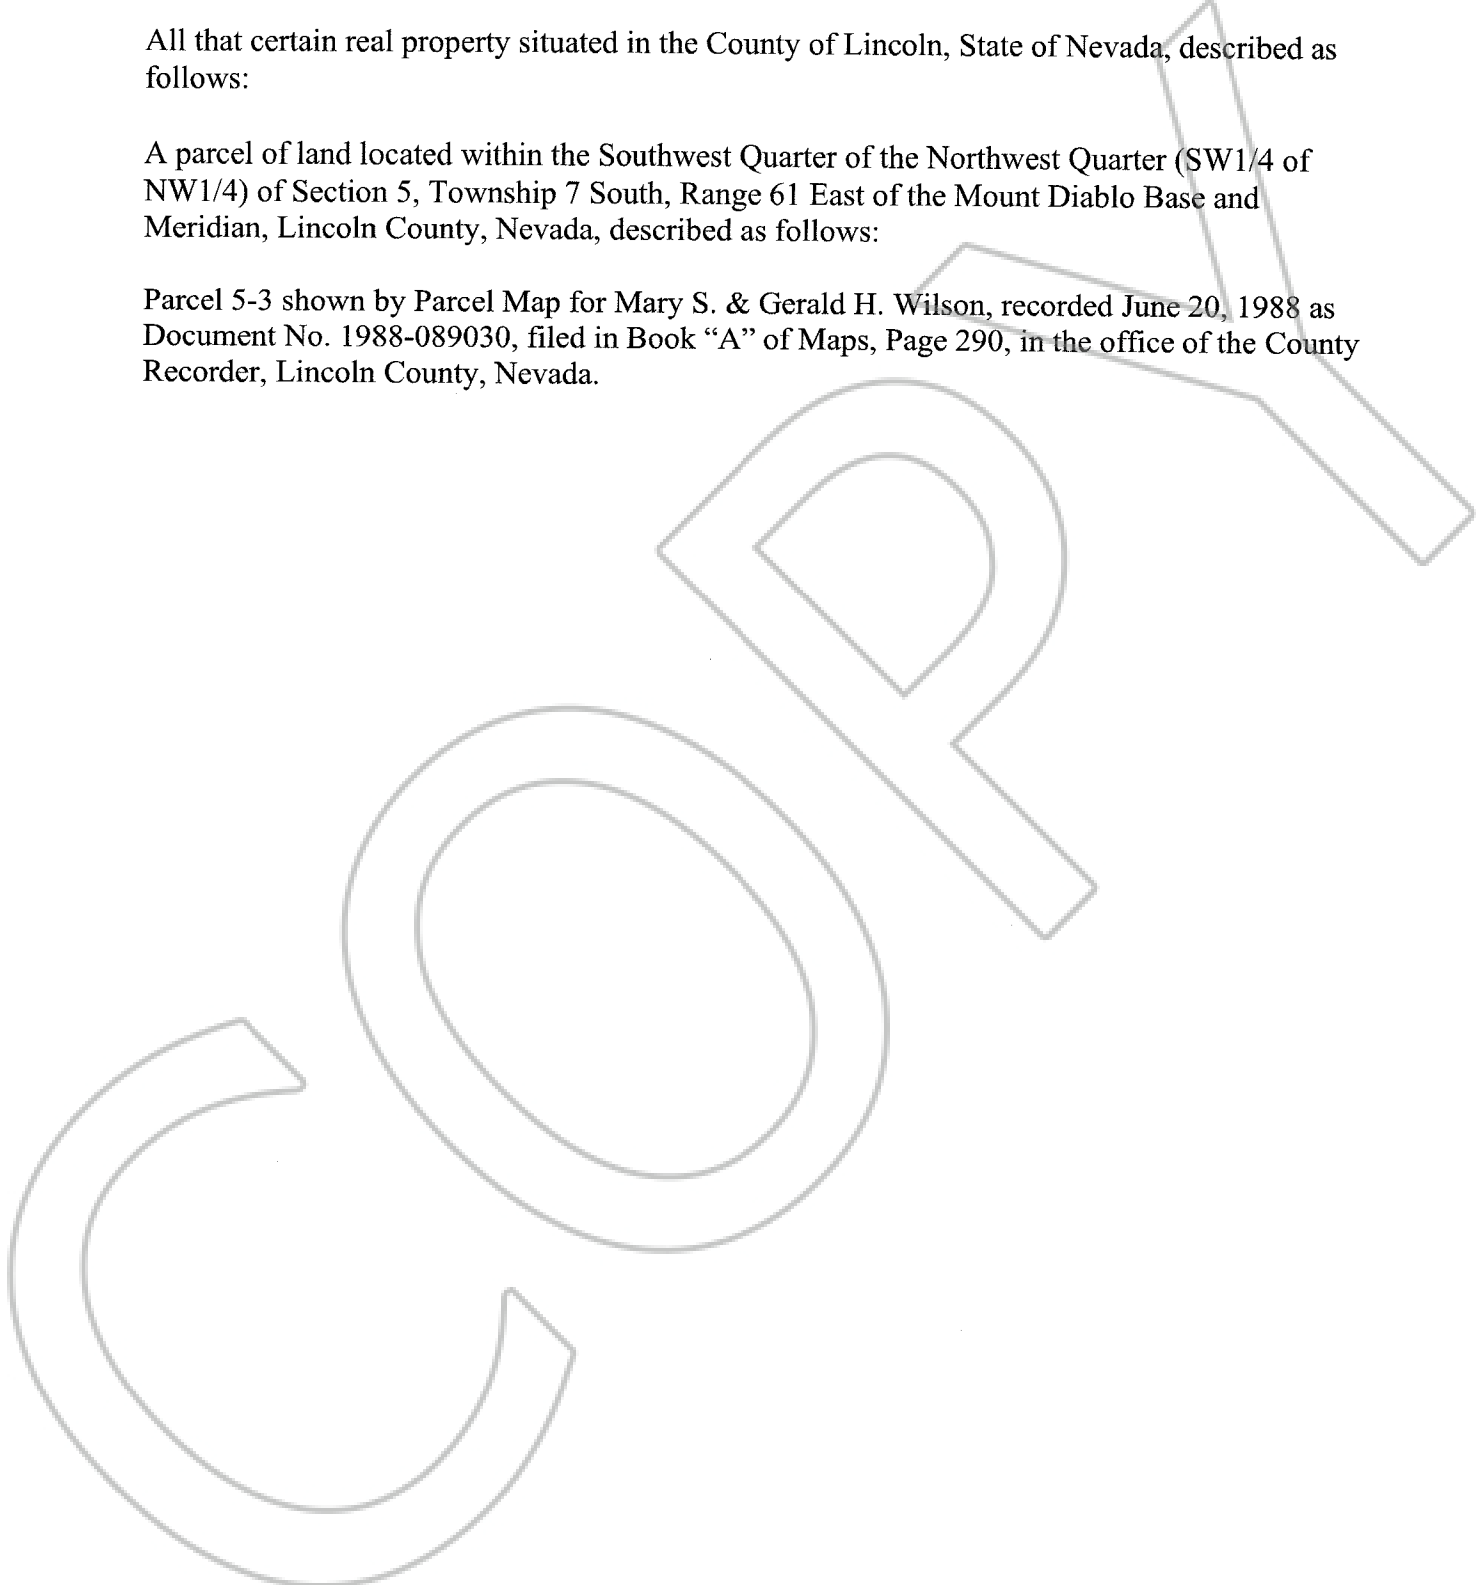 All that certain real property situated in the County of Lincoln, State of Nevada, described as
follows:
A parcel of land located within the Southwest Quarter of the Northwest Quarter (SW1/4 of
NW1/4) of Section 5, Township 7 South, Range 61 East of the Mount Diablo Base and
Meridian, Lincoln County, Nevada, described as follows:
Parcel 5-3 shown by Parcel Map for Mary S. & Gerald H. Wilson, recorded June 20, 1988 as
Document No. 1988-089030, filed in Book “A” of Maps, Page 290, in the office of the County
Recorder, Lincoln County, Nevada.
COPY